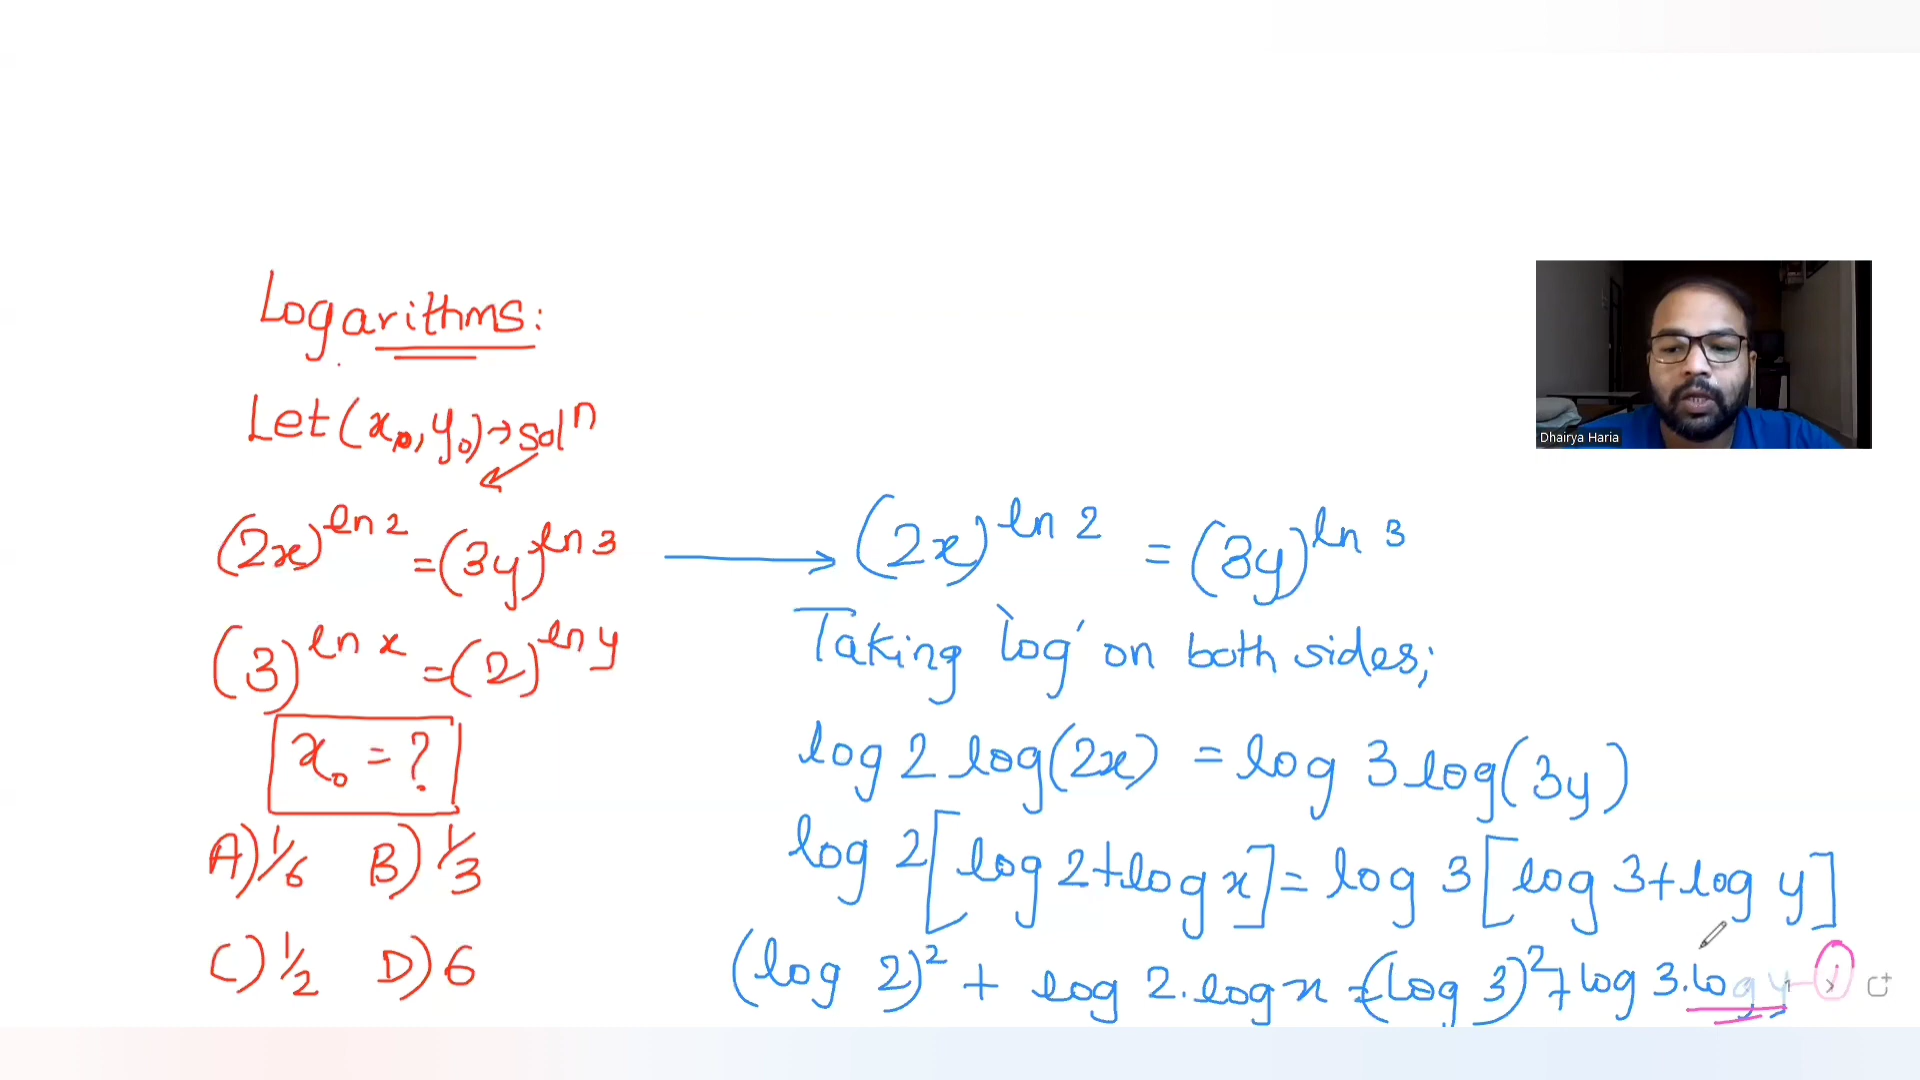 Logarithms:
Let (x₀, y₀) → solⁿ
(2x)^ln 2 = (3y)^ln 3
(3)^ln x = (2)^ln y
x₀ = ?
A) 1/6 B) 1/3
C) 1/2 D) 6
(2x)^ln 2 = (3y)^ln 3
Taking 'log' on both sides;
log 2 log(2x) = log 3 log(3y)
log 2[log 2+log x] = log 3[log 3+log y]
(log 2)² + log 2. log x = (log 3)² + log 3. log y
Dhairya Haria